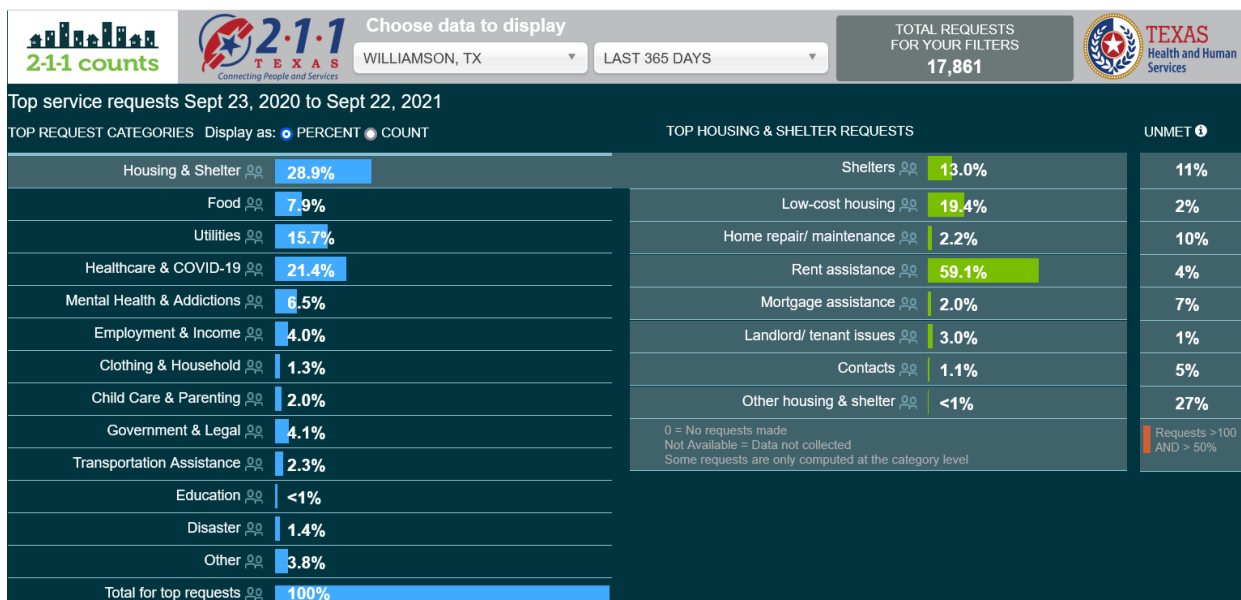 2-1-1 counts
2·1·1
TEXAS
Connecting People and Services
Choose data to display
WILLIAMSON, TX
LAST 365 DAYS
TOTAL REQUESTS
FOR YOUR FILTERS
17,861
TEXAS
Health and Human
Services
Top service requests Sept 23, 2020 to Sept 22, 2021
TOP REQUEST CATEGORIES Display as: PERCENT COUNT
Housing & Shelter 28.9%
Food 7.9%
Utilities 15.7%
Healthcare & COVID-19 21.4%
Mental Health & Addictions 6.5%
Employment & Income 4.0%
Clothing & Household 1.3%
Child Care & Parenting 2.0%
Government & Legal 4.1%
Transportation Assistance 2.3%
Education <1%
Disaster 1.4%
Other 3.8%
Total for top requests 100%
TOP HOUSING & SHELTER REQUESTS UNMET
Shelters 13.0% 11%
Low-cost housing 19.4% 2%
Home repair/ maintenance 2.2% 10%
Rent assistance 59.1% 4%
Mortgage assistance 2.0% 7%
Landlord/ tenant issues 3.0% 1%
Contacts 1.1% 5%
Other housing & shelter <1% 27%
0 = No requests made
Not Available = Data not collected
Some requests are only computed at the category level
Requests >100
AND > 50%